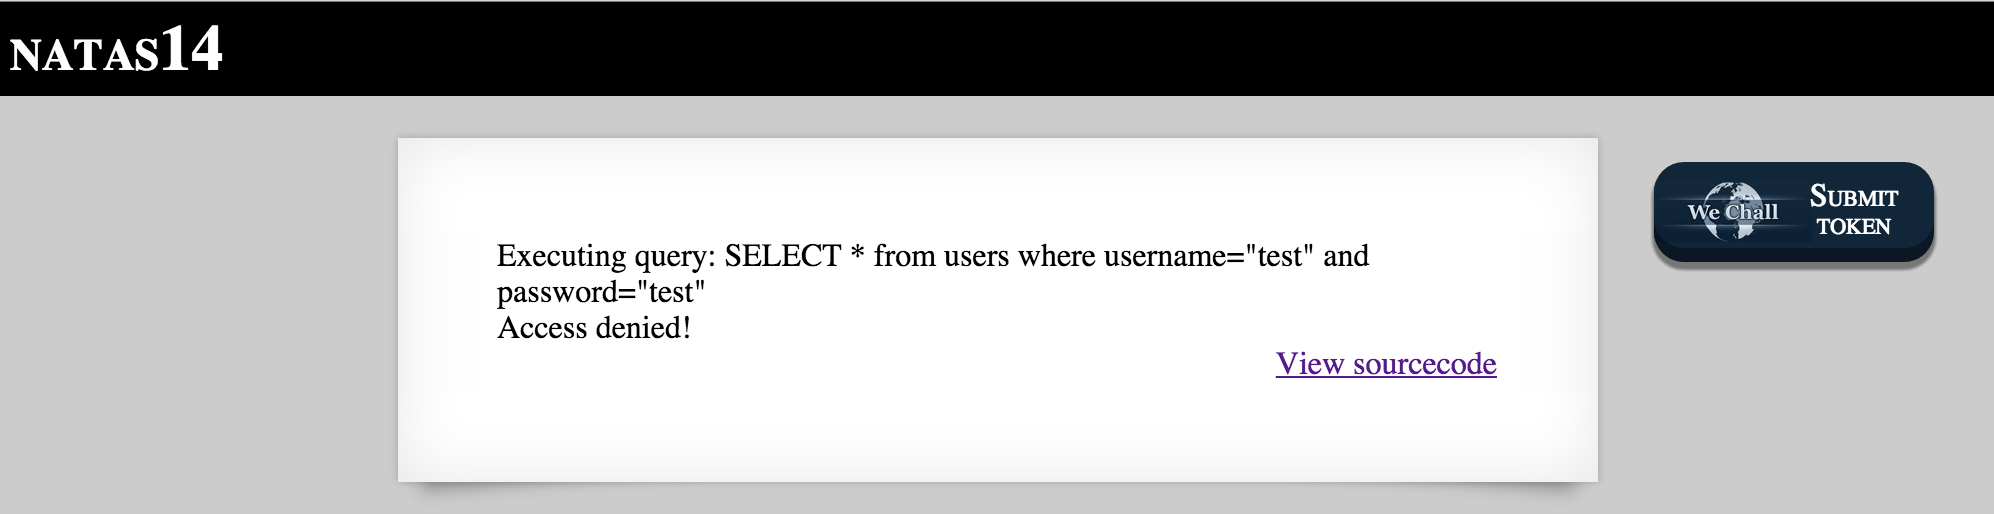 NATAS14
Executing query: SELECT * from users where username="test" and
password="test"
Access denied!
View sourcecode
We Chall
SUBMIT
TOKEN